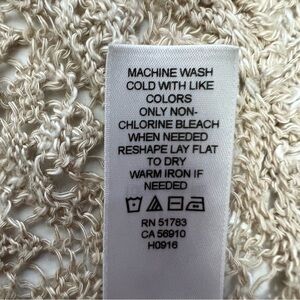 MACHINE WASH
COLD WITH LIKE
COLORS
ONLY NON-
CHLORINE BLEACH
WHEN NEEDED
RESHAPE LAY FLAT
TO DRY
WARM IRON IF
NEEDED
RN 51783
CA 56910
H0916